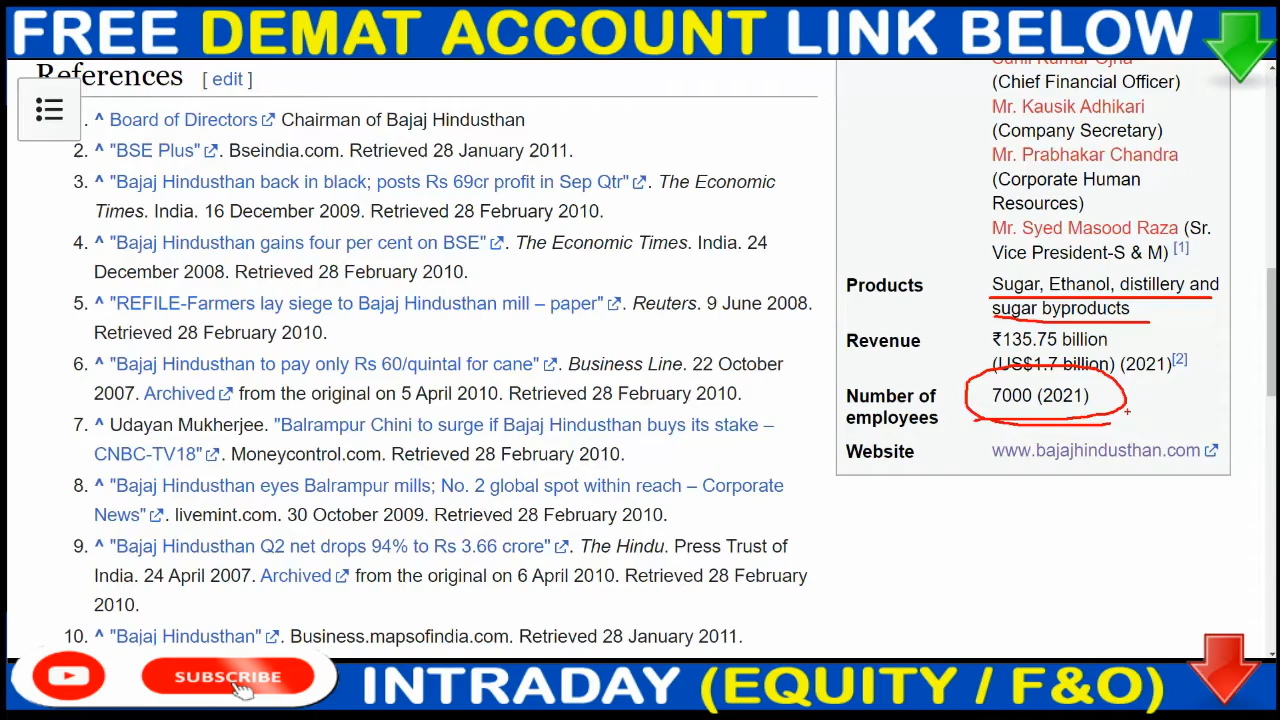 FREE DEMAT ACCOUNT LINK BELOW
References [ edit ]
1. ^ Board of Directors Chairman of Bajaj Hindusthan
2. ^ "BSE Plus". Bseindia.com. Retrieved 28 January 2011.
3. ^ "Bajaj Hindusthan back in black; posts Rs 69cr profit in Sep Qtr". The Economic
Times. India. 16 December 2009. Retrieved 28 February 2010.
4. ^ "Bajaj Hindusthan gains four per cent on BSE". The Economic Times. India. 24
December 2008. Retrieved 28 February 2010.
5. ^ "REFILE-Farmers lay siege to Bajaj Hindusthan mill – paper". Reuters. 9 June 2008.
Retrieved 28 February 2010.
6. ^ "Bajaj Hindusthan to pay only Rs 60/quintal for cane". Business Line. 22 October
2007. Archived from the original on 5 April 2010. Retrieved 28 February 2010.
7. ^ Udayan Mukherjee. "Balrampur Chini to surge if Bajaj Hindusthan buys its stake –
CNBC-TV18". Moneycontrol.com. Retrieved 28 February 2010.
8. ^ "Bajaj Hindusthan eyes Balrampur mills; No. 2 global spot within reach – Corporate
News". livemint.com. 30 October 2009. Retrieved 28 February 2010.
9. ^ "Bajaj Hindusthan Q2 net drops 94% to Rs 3.66 crore". The Hindu. Press Trust of
India. 24 April 2007. Archived from the original on 6 April 2010. Retrieved 28 February
2010.
10. ^ "Bajaj Hindusthan". Business.mapsofindia.com. Retrieved 28 January 2011.
Sunil Kumar Ojha
(Chief Financial Officer)
Mr. Kausik Adhikari
(Company Secretary)
Mr. Prabhakar Chandra
(Corporate Human
Resources)
Mr. Syed Masood Raza (Sr.
Vice President-S & M) [1]
Products Sugar, Ethanol, distillery and
sugar byproducts
Revenue ₹135.75 billion
(US$1.7 billion) (2021)[2]
Number of 7000 (2021)
employees
Website www.bajajhindusthan.com
SUBSCRIBE
INTRADAY (EQUITY / F&O)